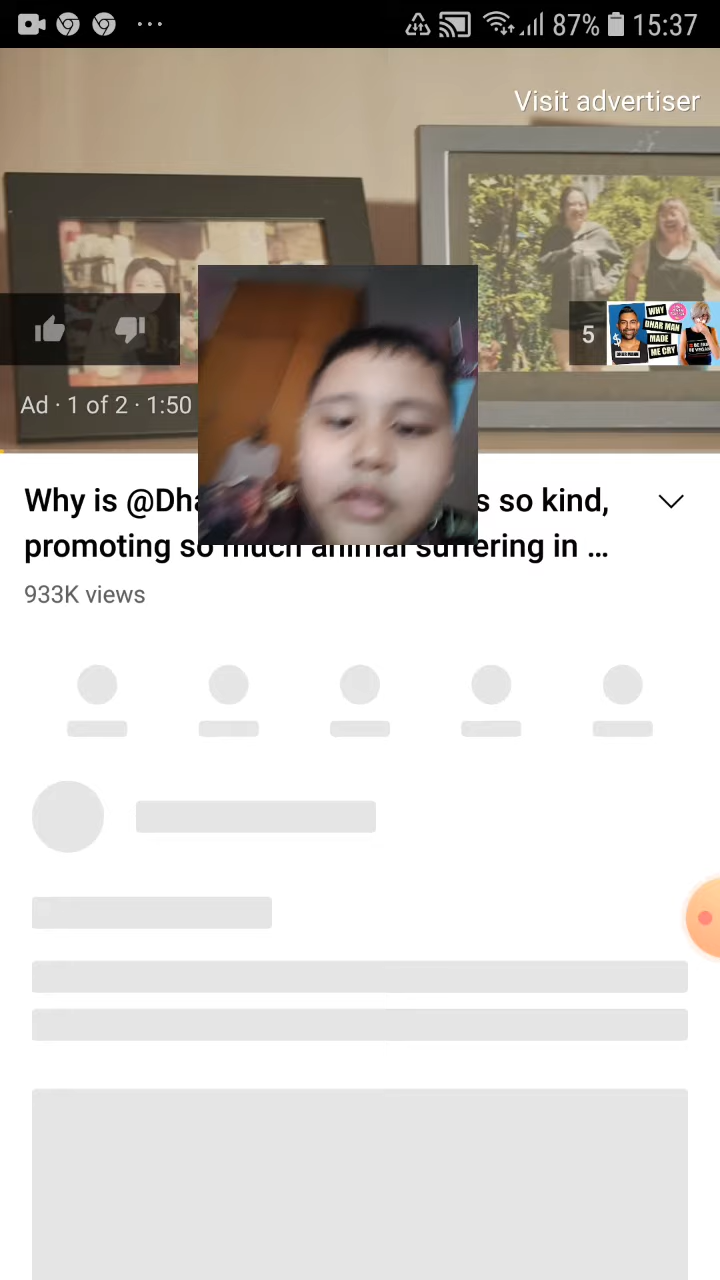 87% 15:37
Visit advertiser
5
WHY
DHAR MAN
MADE
ME CRY
Ad · 1 of 2 · 1:50
Why is @Dha s so kind,
promoting so much animal suffering in ...
933K views